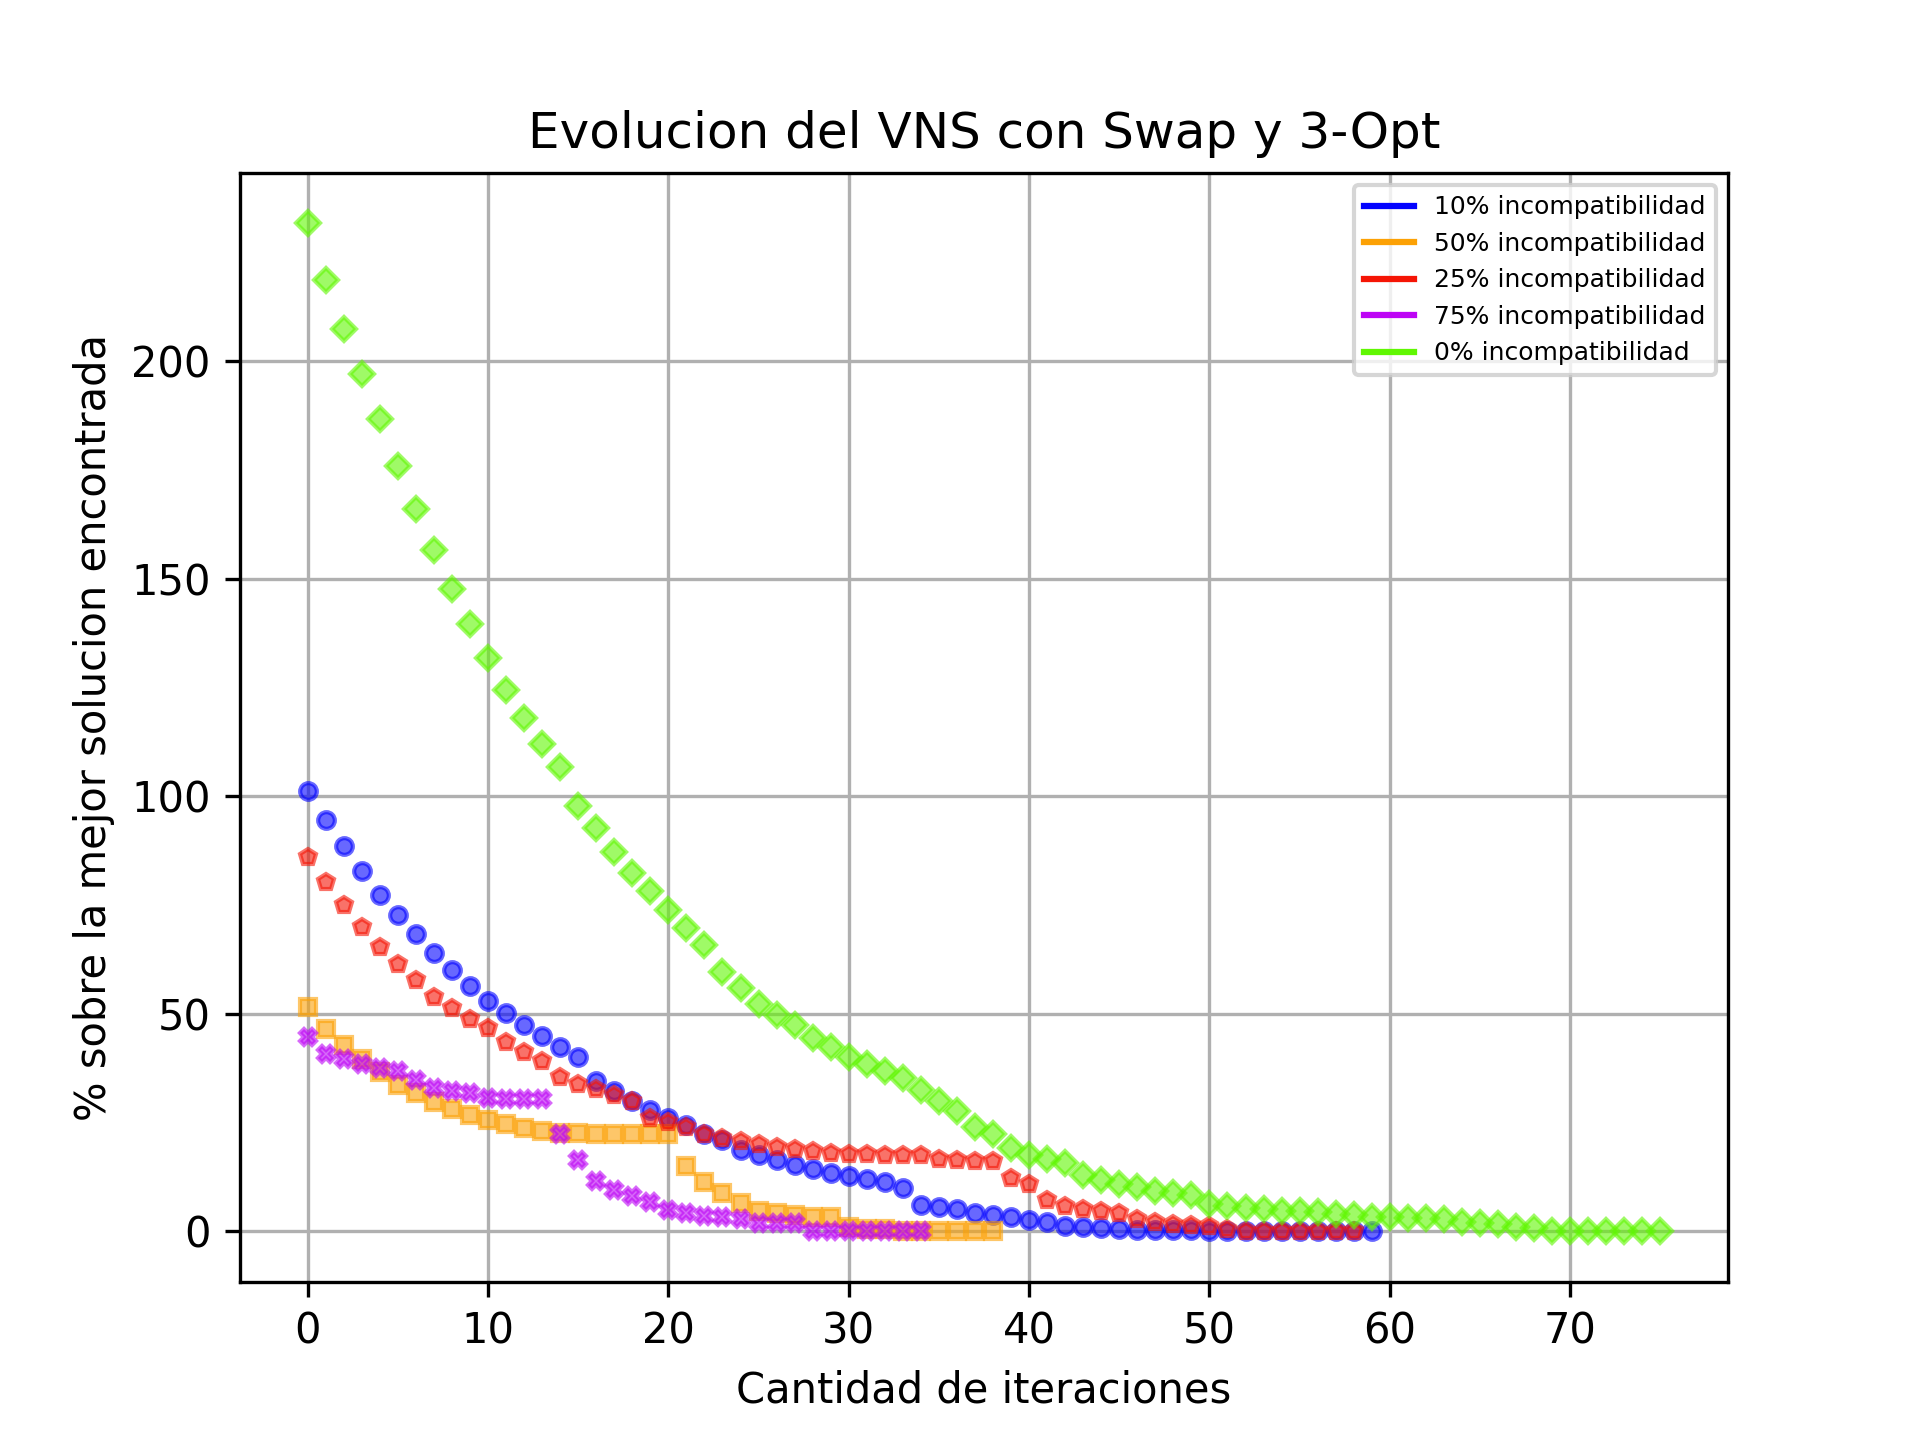 Evolucion del VNS con Swap y 3-Opt
10% incompatibilidad
50% incompatibilidad
25% incompatibilidad
75% incompatibilidad
0% incompatibilidad
% sobre la mejor solucion encontrada
200
150
100
50
0
0 10 20 30 40 50 60 70
Cantidad de iteraciones